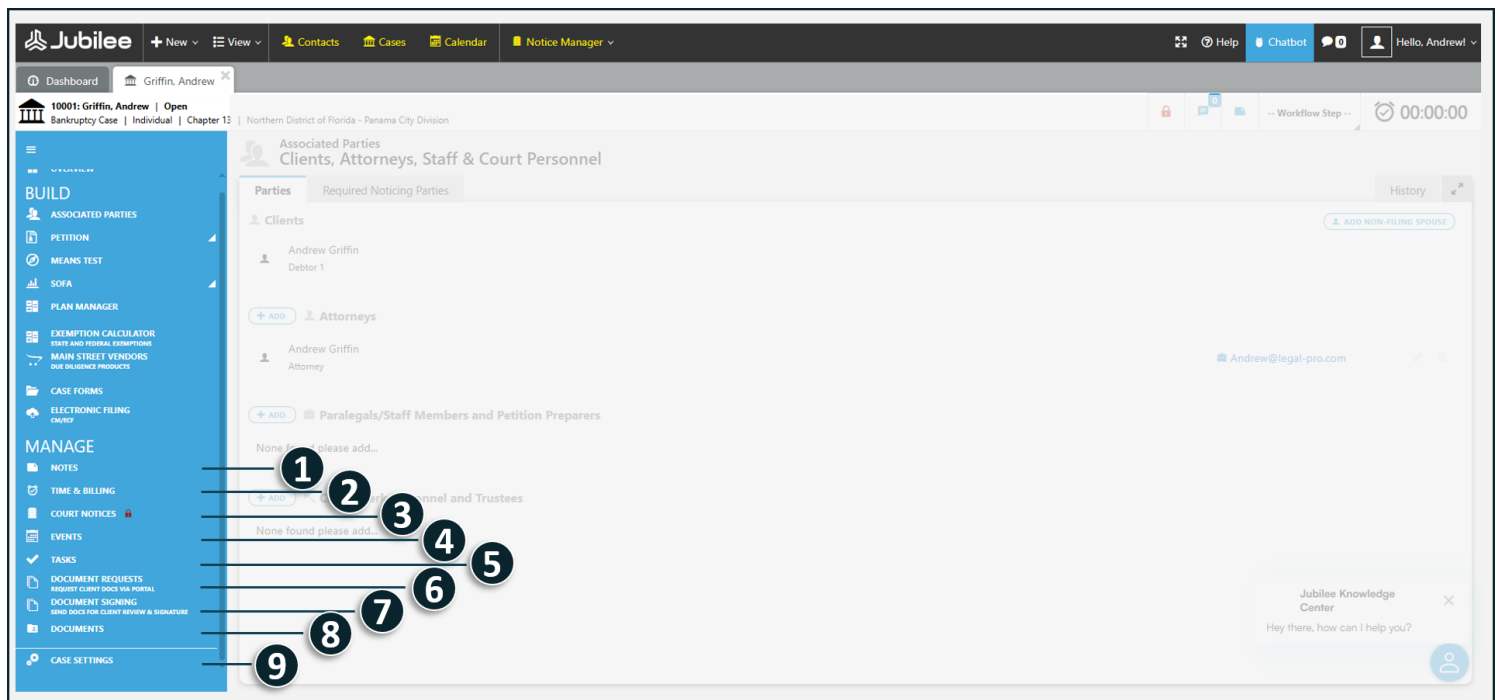 Jubilee
New
View
Contacts
Cases
Calendar
Notice Manager
Help
Chatbot
0
Hello, Andrew!
Dashboard
Griffin, Andrew
10001: Griffin, Andrew | Open
Bankruptcy Case | Individual | Chapter 13 | Northern District of Florida - Panama City Division
0
-- Workflow Step --
00:00:00
OVERVIEW
BUILD
ASSOCIATED PARTIES
PETITION
MEANS TEST
SOFA
PLAN MANAGER
EXEMPTION CALCULATOR
STATE AND FEDERAL EXEMPTIONS
MAIN STREET VENDORS
DUE DILIGENCE PRODUCTS
CASE FORMS
ELECTRONIC FILING
CM/ECF
MANAGE
NOTES
TIME & BILLING
COURT NOTICES
EVENTS
TASKS
DOCUMENT REQUESTS
REQUEST CLIENT DOCS VIA PORTAL
DOCUMENT SIGNING
SEND DOCS FOR CLIENT REVIEW & SIGNATURE
DOCUMENTS
CASE SETTINGS
Associated Parties
Clients, Attorneys, Staff & Court Personnel
Parties
Required Noticing Parties
History
Clients
ADD NON-FILING SPOUSE
Andrew Griffin
Debtor 1
+ ADD
Attorneys
Andrew Griffin
Attorney
Andrew@legal-pro.com
+ ADD
Paralegals/Staff Members and Petition Preparers
None found please add...
+ ADD
and Trustees
None found please add...
1
2
3
4
5
6
7
8
9
Jubilee Knowledge
Center
Hey there, how can I help you?